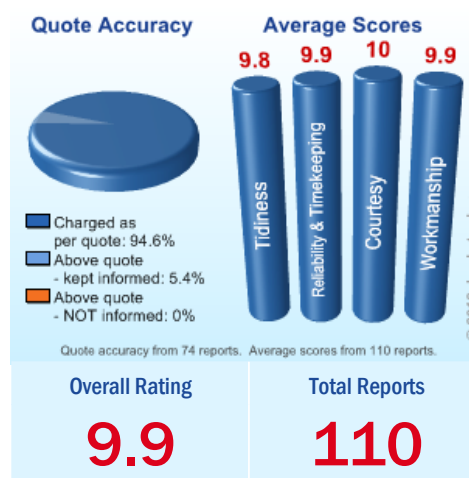 Quote Accuracy
Charged as
per quote: 94.6%
Above quote
- kept informed: 5.4%
Above quote
- NOT informed: 0%
Average Scores
9.8
9.9
10
9.9
Tidiness
Reliability & Timekeeping
Courtesy
Workmanship
Quote accuracy from 74 reports. Average scores from 110 reports.
Overall Rating
9.9
Total Reports
110